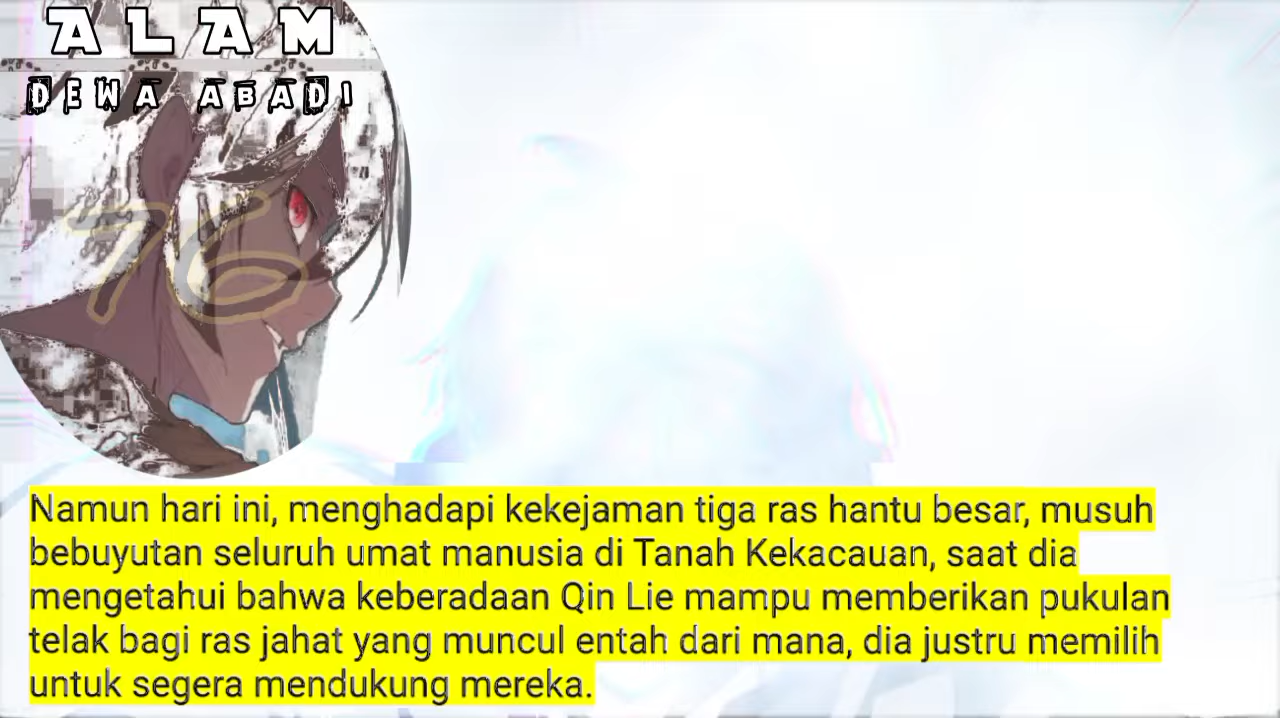 ALAM
DEWA ABADI
76
Namun hari ini, menghadapi kekejaman tiga ras hantu besar, musuh
bebuyutan seluruh umat manusia di Tanah Kekacauan, saat dia
mengetahui bahwa keberadaan Qin Lie mampu memberikan pukulan
telak bagi ras jahat yang muncul entah dari mana, dia justru memilih
untuk segera mendukung mereka.